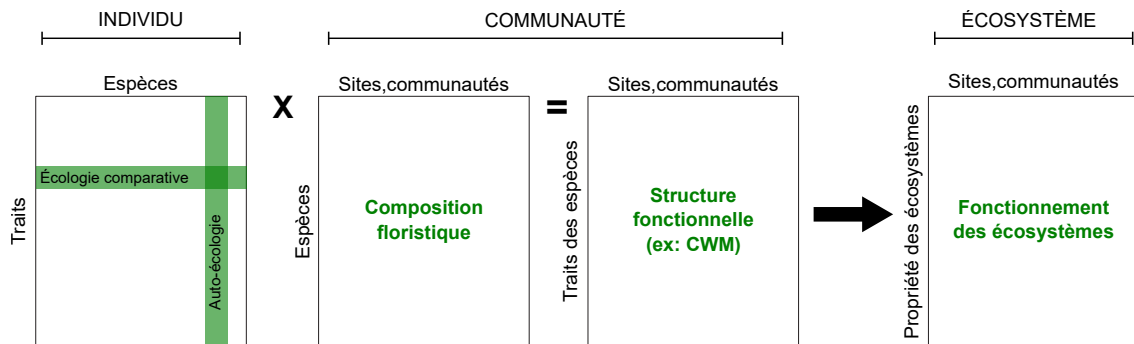 INDIVIDU
COMMUNAUTÉ
ÉCOSYSTÈME
Espèces
Traits
Écologie comparative
Auto-écologie
X
Sites,communautés
Espèces
Composition
floristique
=
Sites,communautés
Traits des espèces
Structure
fonctionnelle
(ex: CWM)
Sites,communautés
Propriété des écosystèmes
Fonctionnement
des écosystèmes